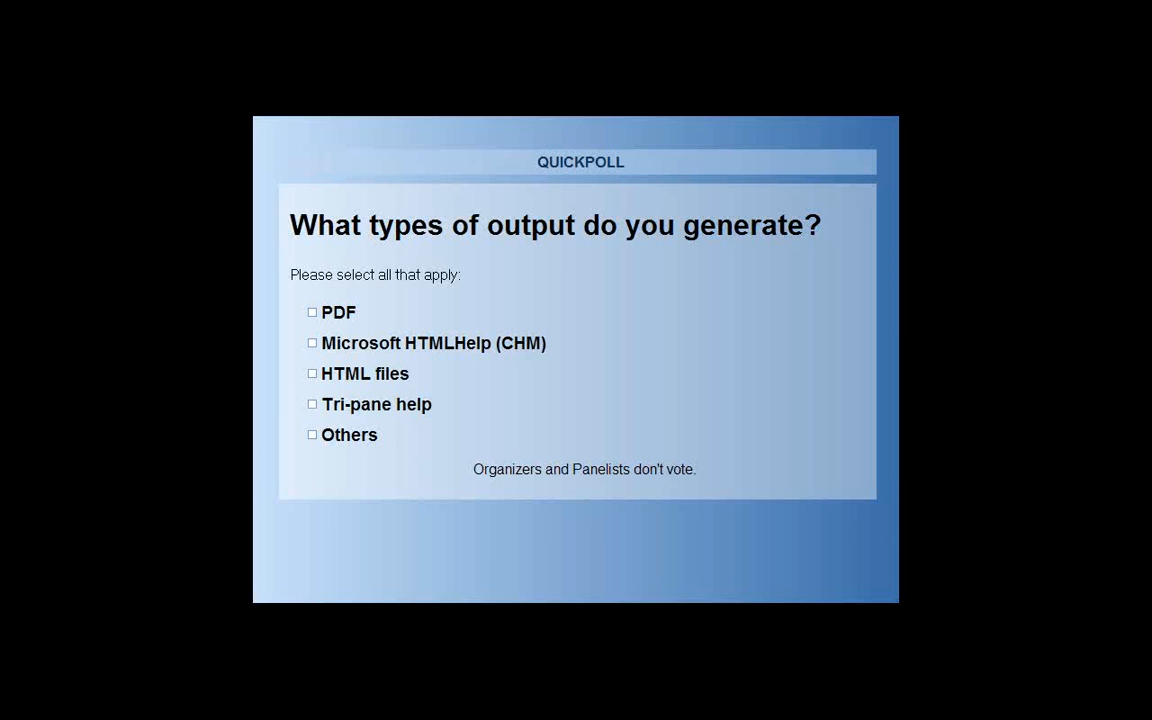 QUICKPOLL
What types of output do you generate?
Please select all that apply:
PDF
Microsoft HTMLHelp (CHM)
HTML files
Tri-pane help
Others
Organizers and Panelists don't vote.